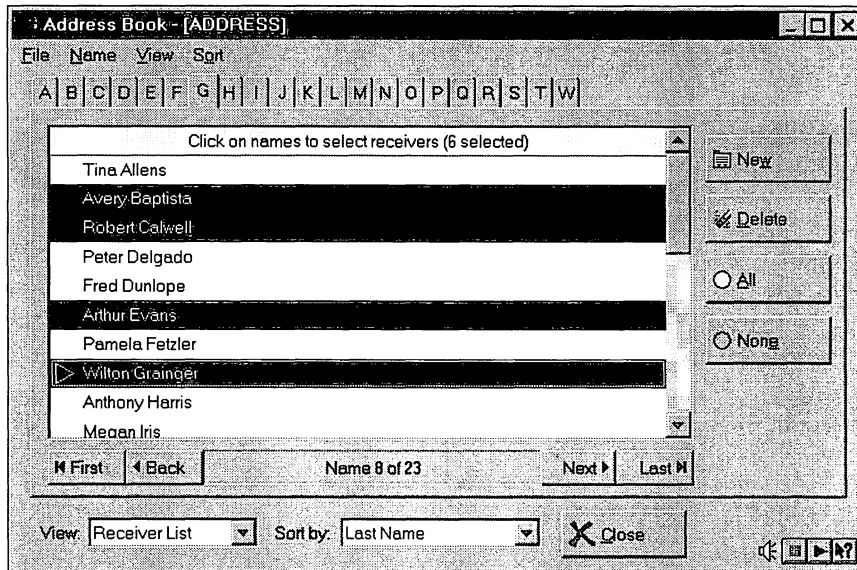 Address Book - [ADDRESS]
File Name View Sort
A B C D E F G H I J K L M N O P Q R S T W
Click on names to select receivers (6 selected)
Tina Allens
Avery Baptista
Robert Calwell
Peter Delgado
Fred Dunlope
Arthur Evans
Pamela Fetzler
Wilton Grainger
Anthony Harris
Megan Iris
New
Delete
All
None
First Back Name 8 of 23 Next Last
View: Receiver List Sort by: Last Name Close
?